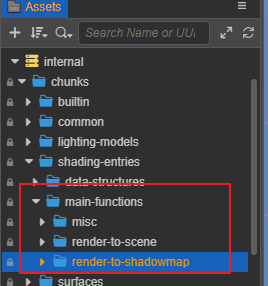 Assets
Search Name or UUI
internal
chunks
builtin
common
lighting-models
shading-entries
data-structures
main-functions
misc
render-to-scene
render-to-shadowmap
surfaces